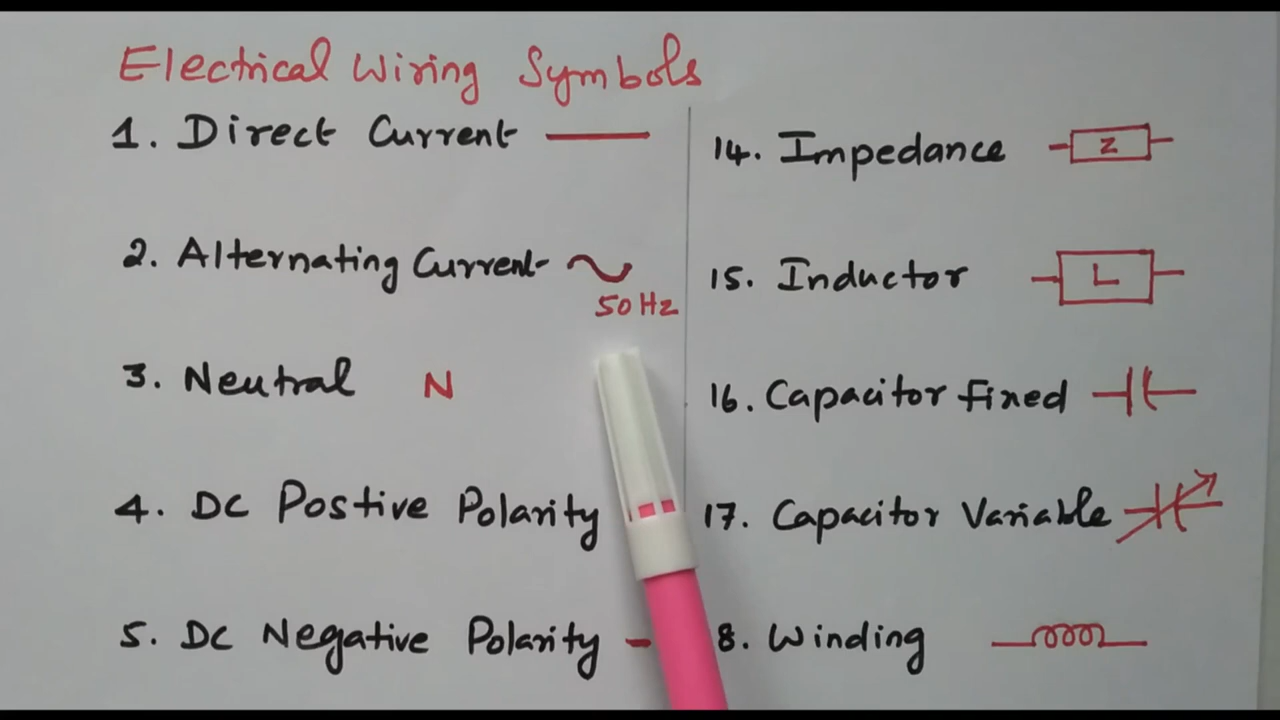 Electrical Wiring Symbols
1. Direct Current
2. Alternating Current
50 Hz
3. Neutral N
4. DC Postive Polarity
5. DC Negative Polarity -
14. Impedance Z
15. Inductor L
16. Capacitor fixed
17. Capacitor Variable
8. Winding